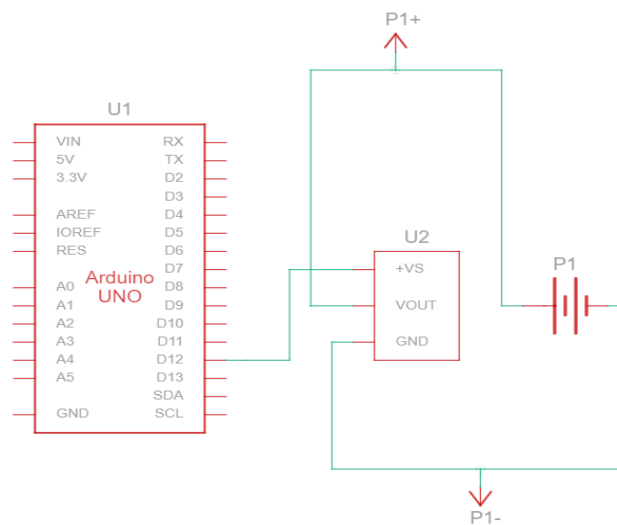 P1+
U1
VIN RX
5V TX
3.3V D2
D3
AREF D4
IOREF D5
RES D6
D7
Arduino
UNO
A0 D8
A1 D9
A2 D10
A3 D11
A4 D12
A5 D13
SDA
GND SCL
U2
+VS
VOUT
GND
P1
P1-